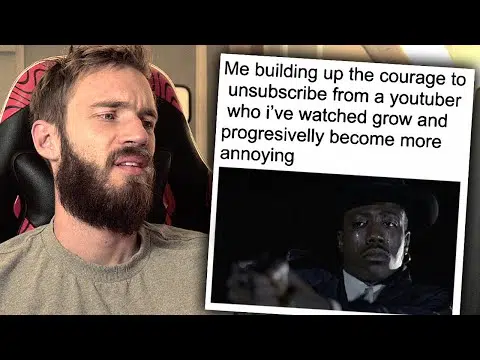 Me building up the courage to
unsubscribe from a youtuber
who i've watched grow and
progresivelly become more
annoying